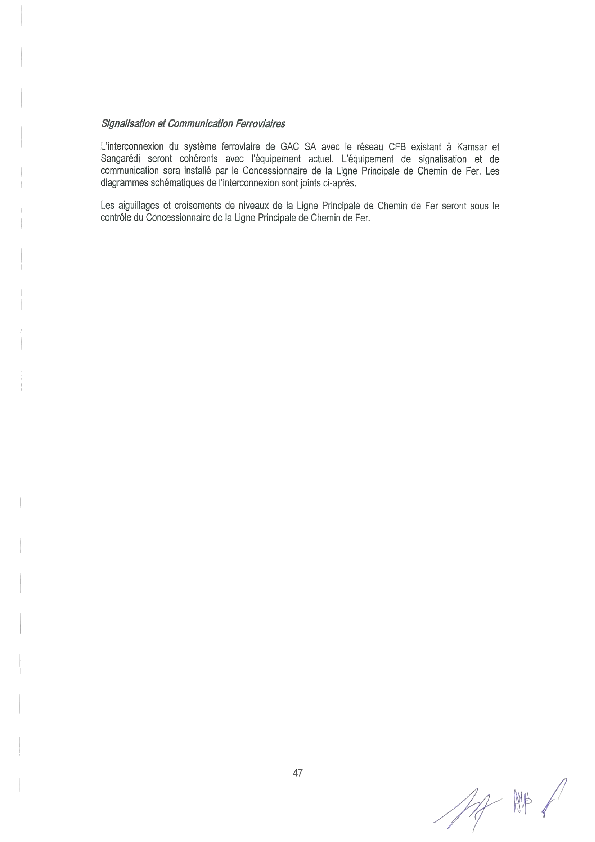 Signalisation et Communication Ferroviaires
L'interconnexion du système ferroviaire de GAC SA avec le réseau CFB existant à Kamsar et
Sangarédi seront cohérents avec l'équipement actuel. L'équipement de signalisation et de
communication sera installé par le Concessionnaire de la Ligne Principale de Chemin de Fer. Les
diagrammes schématiques de l'interconnexion sont joints ci-après.
Les aiguillages et croisements de niveaux de la Ligne Principale de Chemin de Fer seront sous le
contrôle du Concessionnaire de la Ligne Principale de Chemin de Fer.
47